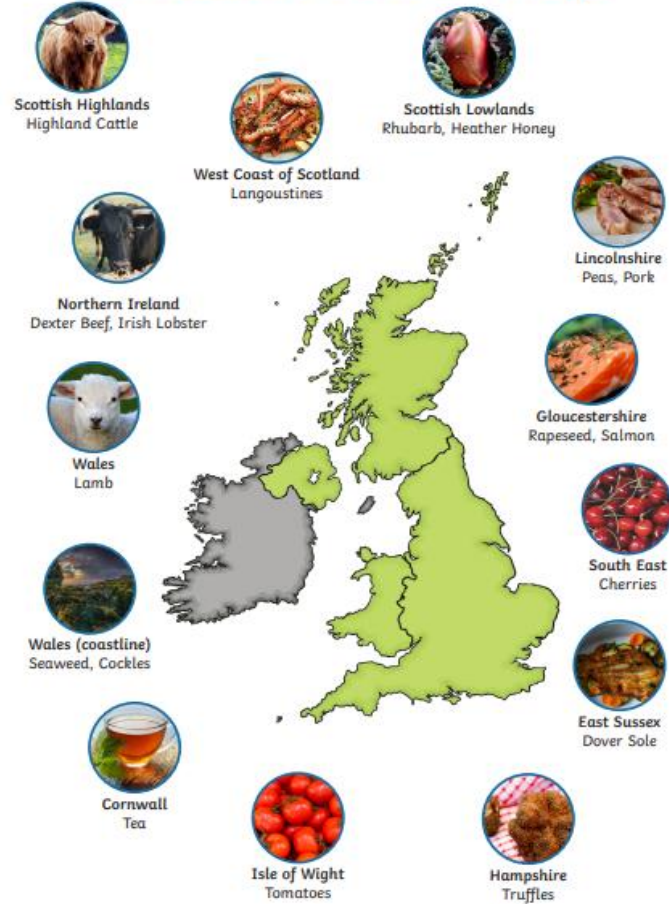 Scottish Highlands
Highland Cattle
Scottish Lowlands
Rhubarb, Heather Honey
West Coast of Scotland
Langoustines
Lincolnshire
Peas, Pork
Northern Ireland
Dexter Beef, Irish Lobster
Gloucestershire
Rapeseed, Salmon
Wales
Lamb
South East
Cherries
Wales (coastline)
Seaweed, Cockles
East Sussex
Dover Sole
Cornwall
Tea
Isle of Wight
Tomatoes
Hampshire
Truffles